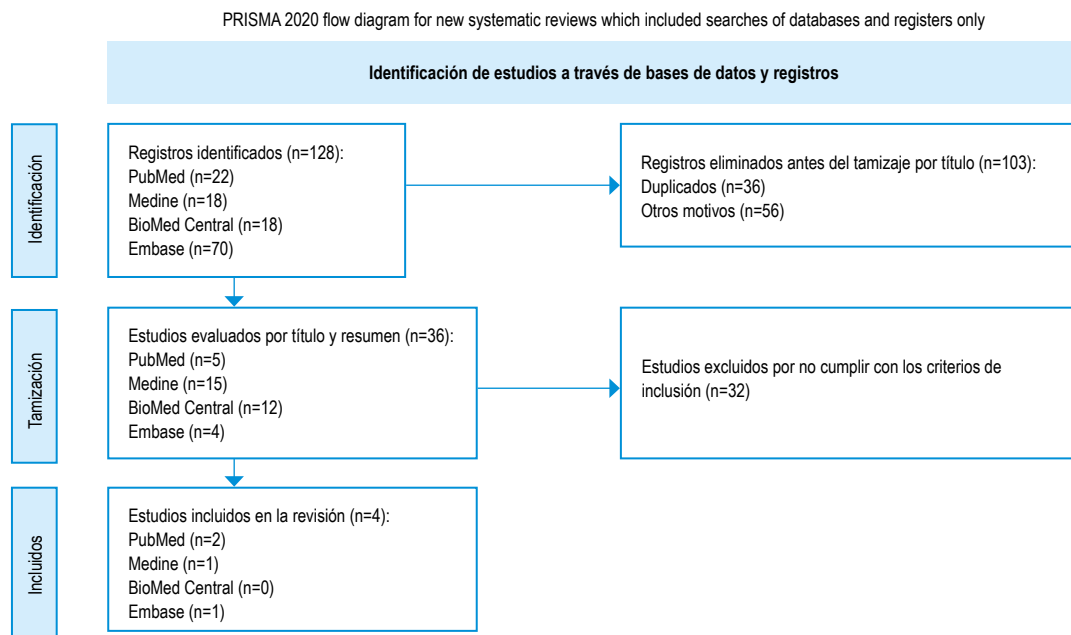 PRISMA 2020 flow diagram for new systematic reviews which included searches of databases and registers only
Identificación de estudios a través de bases de datos y registros
Identificación
Registros identificados (n=128):
PubMed (n=22)
Medine (n=18)
BioMed Central (n=18)
Embase (n=70)
Registros eliminados antes del tamizaje por título (n=103):
Duplicados (n=36)
Otros motivos (n=56)
Tamización
Estudios evaluados por título y resumen (n=36):
PubMed (n=5)
Medine (n=15)
BioMed Central (n=12)
Embase (n=4)
Estudios excluidos por no cumplir con los criterios de
inclusión (n=32)
Incluidos
Estudios incluidos en la revisión (n=4):
PubMed (n=2)
Medine (n=1)
BioMed Central (n=0)
Embase (n=1)